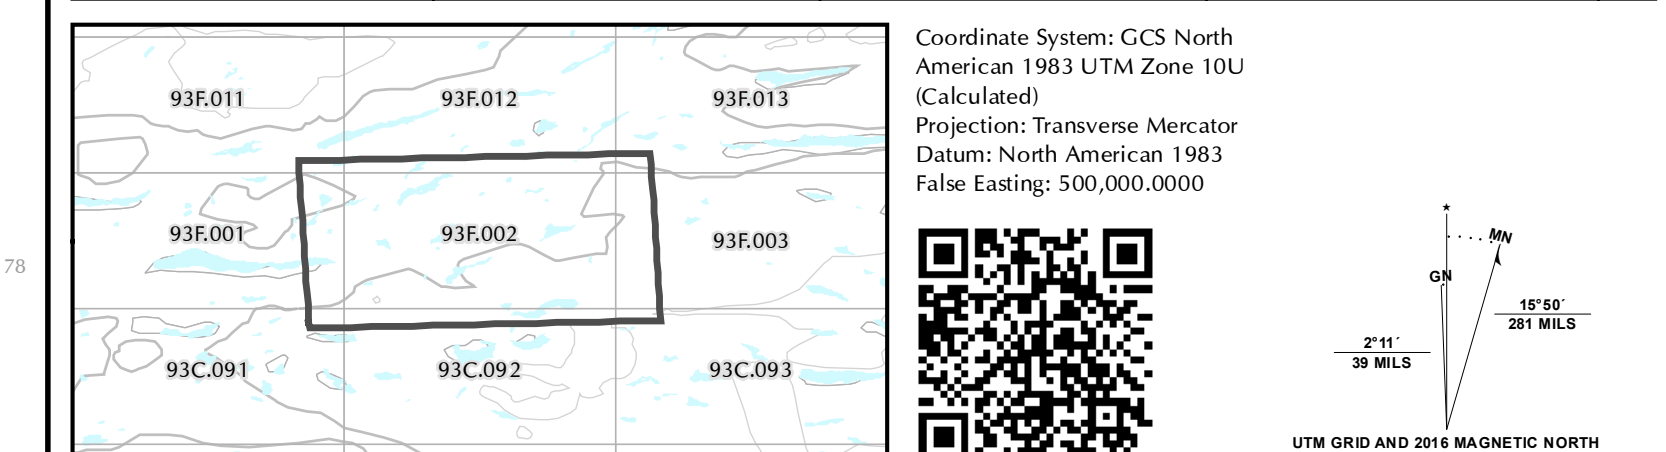 93F.011 93F.012 93F.013
93F.001 93F.002 93F.003
78
93C.091 93C.092 93C.093
Coordinate System: GCS North
American 1983 UTM Zone 10U
(Calculated)
Projection: Transverse Mercator
Datum: North American 1983
False Easting: 500,000.0000
MN
GN
15°50´
281 MILS
2°11´
39 MILS
UTM GRID AND 2016 MAGNETIC NORTH